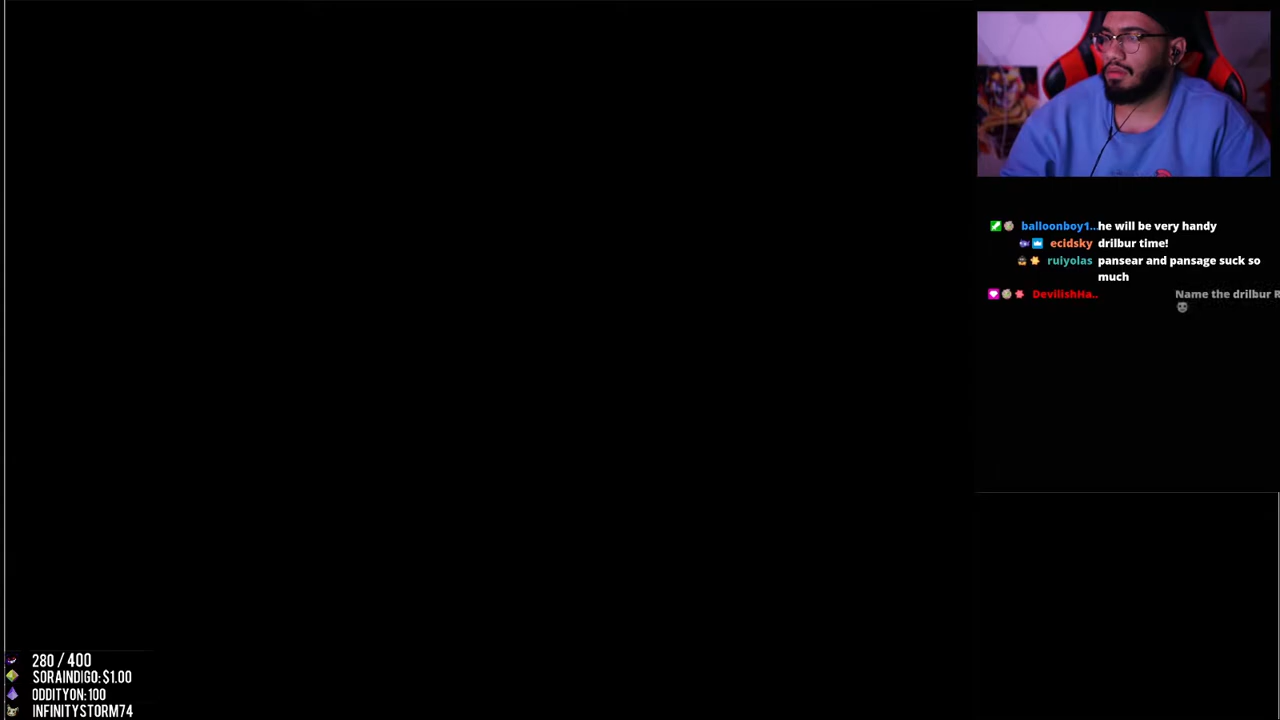 balloonboy1... he will be very handy
ecidsky drilbur time!
ruiyolas pansear and pansage suck so
much
DevilishHa.. Name the drilbur
280 / 400
SORAINDIGO: $1.00
ODDITYON: 100
INFINITYSTORM74